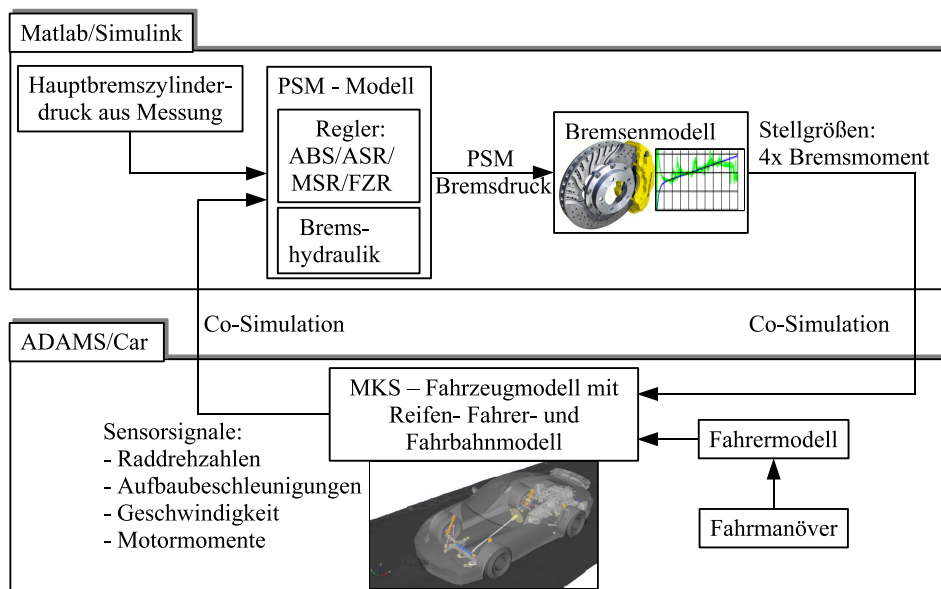 Matlab/Simulink
Hauptbremszylinder-
druck aus Messung
PSM - Modell
Regler:
ABS/ASR/
MSR/FZR
Brems-
hydraulik
PSM
Bremsdruck
Bremsenmodell
Stellgrößen:
4x Bremsmoment
Co-Simulation
Co-Simulation
ADAMS/Car
MKS – Fahrzeugmodell mit
Reifen- Fahrer- und
Fahrbahnmodell
Sensorsignale:
- Raddrehzahlen
- Aufbaubeschleunigungen
- Geschwindigkeit
- Motormomente
Fahrermodell
Fahrmanöver